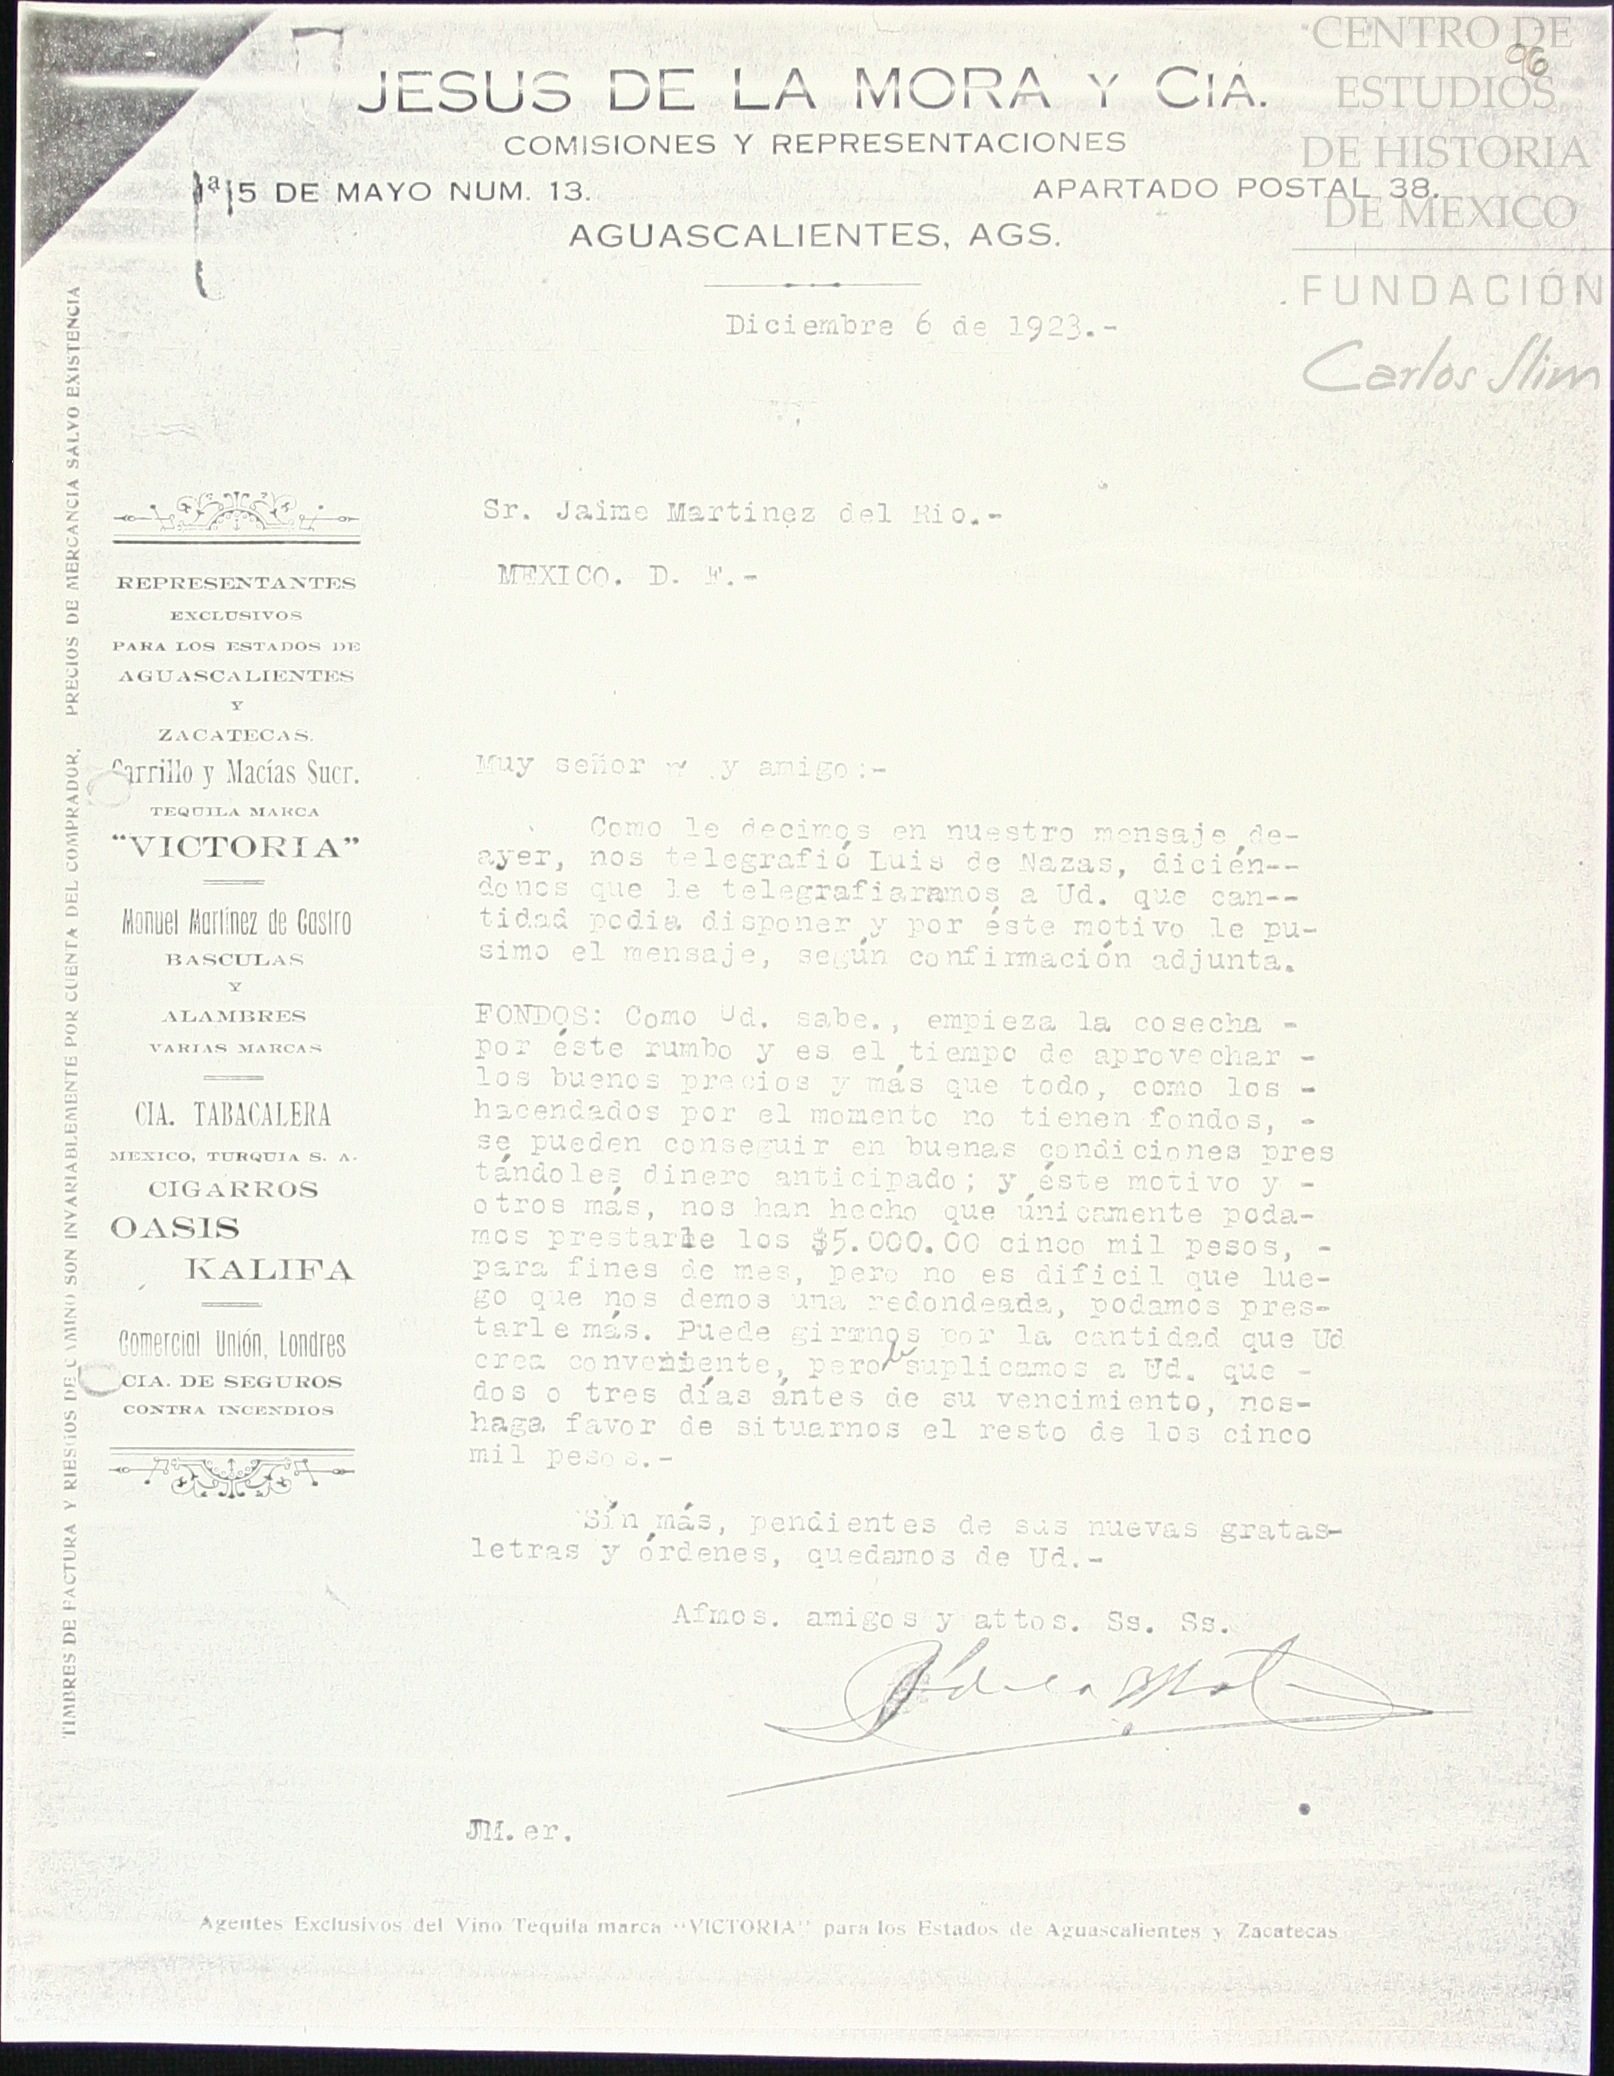 CENTRO DE
ESTUDIOS
DE HISTORIA
DE MEXICO
FUNDACIÓN
Carlos Slim
96
JESUS DE LA MORA Y CIA.
COMISIONES Y REPRESENTACIONES
1ª 5 DE MAYO NUM. 13.
APARTADO POSTAL 38.
AGUASCALIENTES, AGS.
Diciembre 6 de 1923.-
TIMBRES DE FACTURA Y RIESGOS DE CAMINO SON INVARIABLEMENTE POR CUENTA DEL COMPRADOR. PRECIOS DE MERCANCIA SALVO EXISTENCIA
REPRESENTANTES
EXCLUSIVOS
PARA LOS ESTADOS DE
AGUASCALIENTES
Y
ZACATECAS.
Carrillo y Macías Sucr.
TEQUILA MARCA
"VICTORIA"
Manuel Martínez de Castro
BASCULAS
Y
ALAMBRES
VARIAS MARCAS
CIA. TABACALERA
MEXICO, TURQUIA S. A.
CIGARROS
OASIS
KALIFA
Comercial Unión, Londres
CIA. DE SEGUROS
CONTRA INCENDIOS
Sr. Jaime Martinez del Rio.-
MEXICO. D. F.-
Muy señor y amigo:-
Como le decimos en nuestro mensaje de-
ayer, nos telegrafió Luis de Nazas, dicién--
donos que le telegrafiaramos a Ud. que can--
tidad podia disponer y por éste motivo le pu-
simo el mensaje, según confirmación adjunta.
FONDOS: Como Ud. sabe., empieza la cosecha -
por éste rumbo y es el tiempo de aprovechar -
los buenos precios y más que todo, como los -
hacendados por el momento no tienen fondos, -
se pueden conseguir en buenas condiciones pres
tándoles dinero anticipado; y éste motivo y -
otros más, nos han hecho que únicamente poda-
mos prestarle los $5.000.00 cinco mil pesos, -
para fines de mes, pero no es dificil que lue-
go que nos demos una redondeada, podamos pres-
tarle más. Puede girarnos por la cantidad que Ud
crea conveniente, pero le suplicamos a Ud. que -
dos o tres días ántes de su vencimiento, nos-
haga favor de situarnos el resto de los cinco
mil pesos.-
Sín más, pendientes de sus nuevas gratas-
letras y órdenes, quedamos de Ud.-
Afmos. amigos y attos. Ss. Ss.
JM. er.
Agentes Exclusivos del Vino Tequila marca "VICTORIA" para los Estados de Aguascalientes y Zacatecas